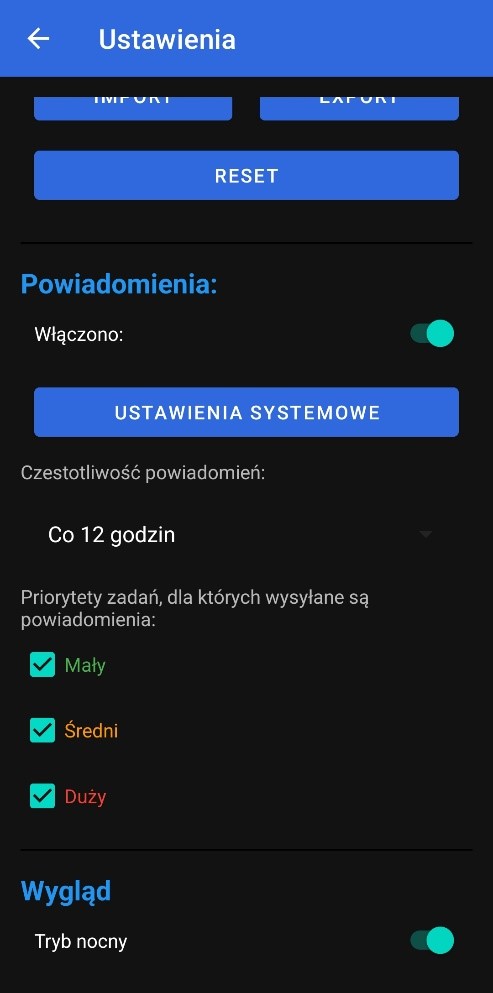 Ustawienia
IMPORT
EXPORT
RESET
Powiadomienia:
Włączono:
USTAWIENIA SYSTEMOWE
Czestotliwość powiadomień:
Co 12 godzin
Priorytety zadań, dla których wysyłane są
powiadomienia:
Mały
Średni
Duży
Wygląd
Tryb nocny